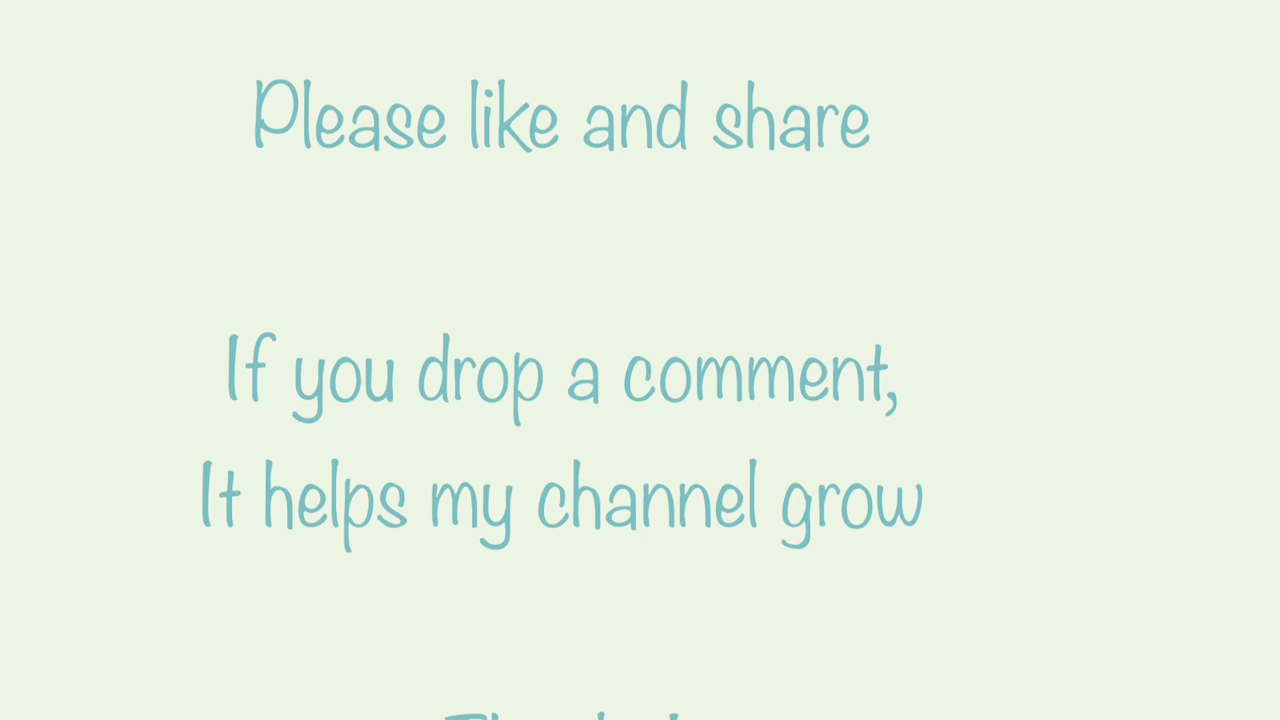 Please like and share
If you drop a comment,
It helps my channel grow